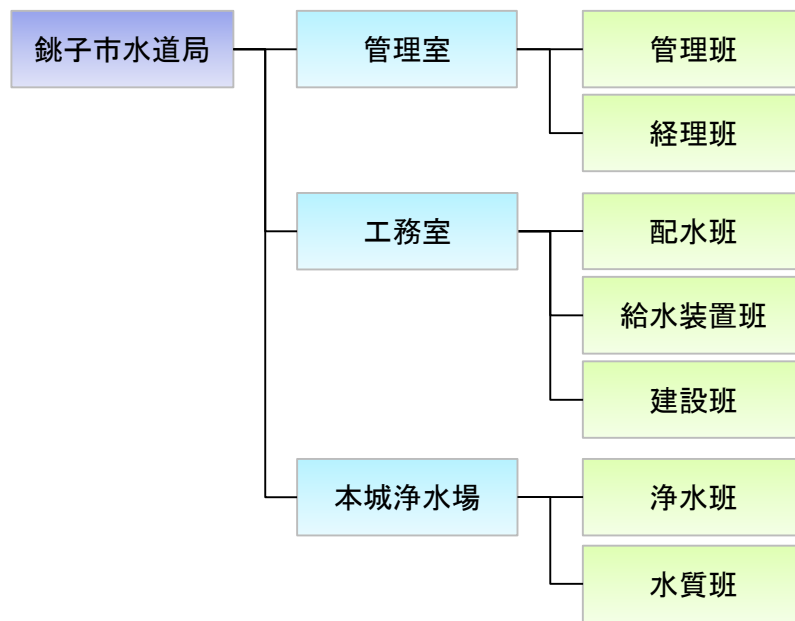 銚子市水道局
管理室
管理班
経理班
工務室
配水班
給水装置班
建設班
本城浄水場
浄水班
水質班